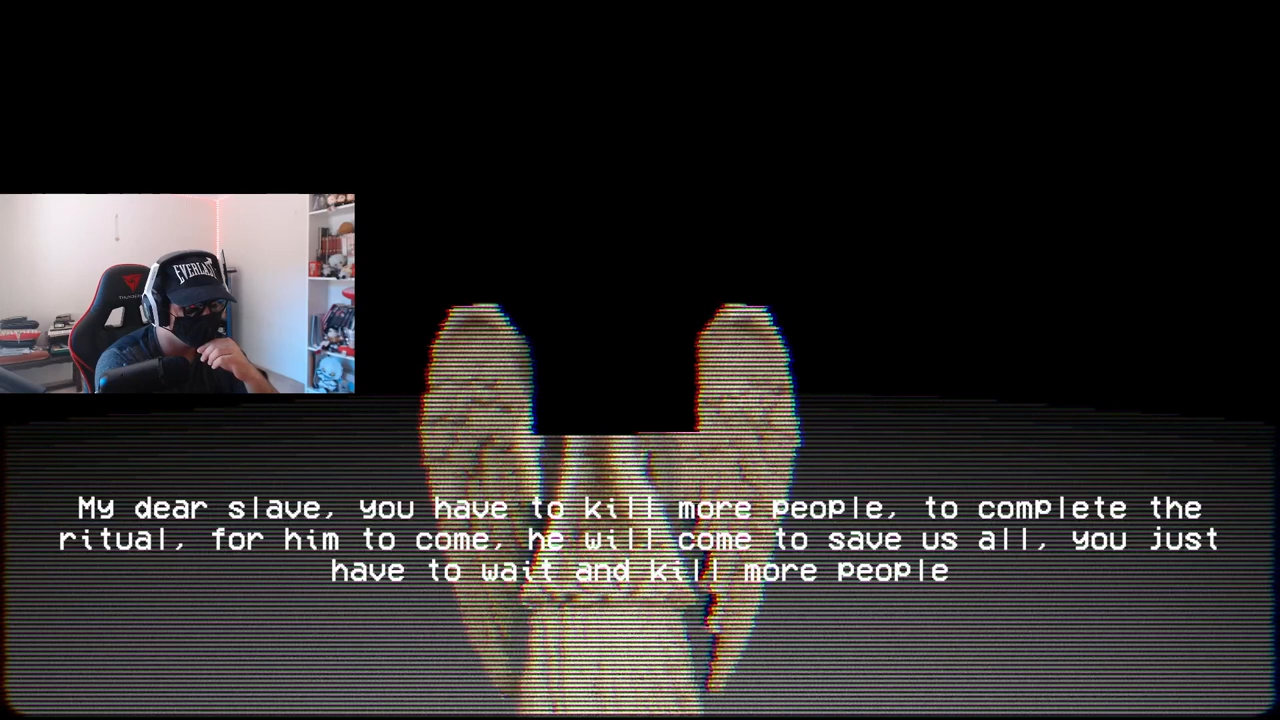 EVERLAST
My dear slave, you have to kill more people, to complete the
ritual, for him to come, he will come to save us all, you just
have to wait and kill more people